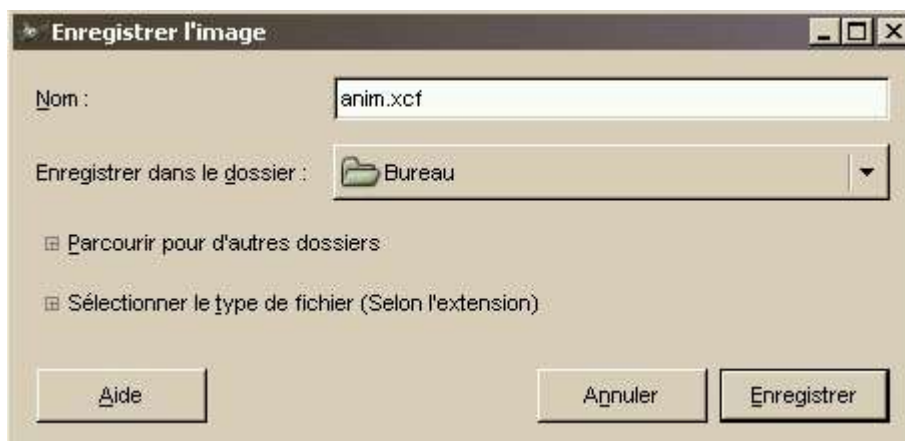 Enregistrer l'image
Nom :
anim.xcf
Enregistrer dans le dossier :
Bureau
Parcourir pour d'autres dossiers
Sélectionner le type de fichier (Selon l'extension)
Aide
Annuler
Enregistrer